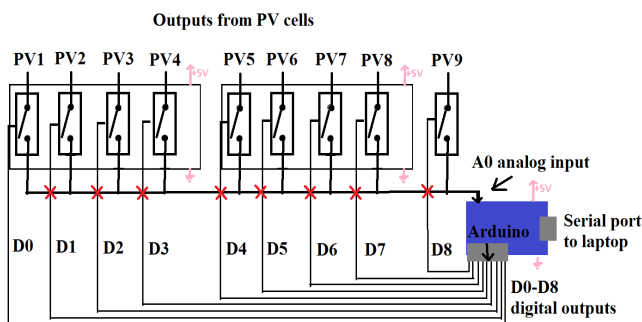 Outputs from PV cells
PV1 PV2 PV3 PV4 PV5 PV6 PV7 PV8 PV9
+5V +5V
A0 analog input
+5V
Arduino
Serial port
to laptop
D0 D1 D2 D3 D4 D5 D6 D7 D8
D0-D8
digital outputs